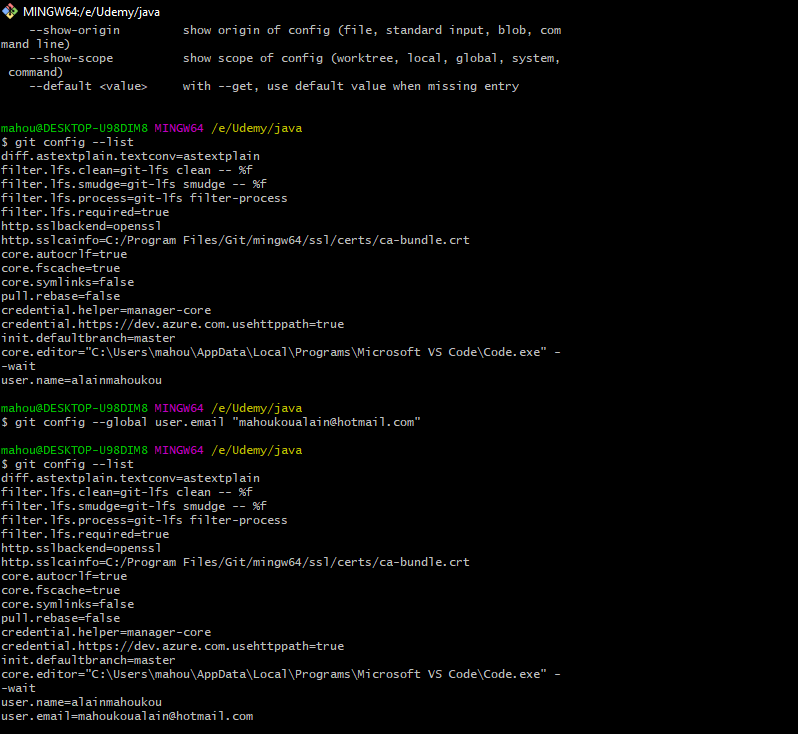 MINGW64:/e/Udemy/java
    --show-origin         show origin of config (file, standard input, blob, com
mand line)
    --show-scope          show scope of config (worktree, local, global, system,
 command)
    --default <value>     with --get, use default value when missing entry
mahou@DESKTOP-U98DIM8 MINGW64 /e/Udemy/java
$ git config --list
diff.astextplain.textconv=astextplain
filter.lfs.clean=git-lfs clean -- %f
filter.lfs.smudge=git-lfs smudge -- %f
filter.lfs.process=git-lfs filter-process
filter.lfs.required=true
http.sslbackend=openssl
http.sslcainfo=C:/Program Files/Git/mingw64/ssl/certs/ca-bundle.crt
core.autocrlf=true
core.fscache=true
core.symlinks=false
pull.rebase=false
credential.helper=manager-core
credential.https://dev.azure.com.usehttppath=true
init.defaultbranch=master
core.editor="C:\Users\mahou\AppData\Local\Programs\Microsoft VS Code\Code.exe" -
-wait
user.name=alainmahoukou
mahou@DESKTOP-U98DIM8 MINGW64 /e/Udemy/java
$ git config --global user.email "mahoukoualain@hotmail.com"
mahou@DESKTOP-U98DIM8 MINGW64 /e/Udemy/java
$ git config --list
diff.astextplain.textconv=astextplain
filter.lfs.clean=git-lfs clean -- %f
filter.lfs.smudge=git-lfs smudge -- %f
filter.lfs.process=git-lfs filter-process
filter.lfs.required=true
http.sslbackend=openssl
http.sslcainfo=C:/Program Files/Git/mingw64/ssl/certs/ca-bundle.crt
core.autocrlf=true
core.fscache=true
core.symlinks=false
pull.rebase=false
credential.helper=manager-core
credential.https://dev.azure.com.usehttppath=true
init.defaultbranch=master
core.editor="C:\Users\mahou\AppData\Local\Programs\Microsoft VS Code\Code.exe" -
-wait
user.name=alainmahoukou
user.email=mahoukoualain@hotmail.com